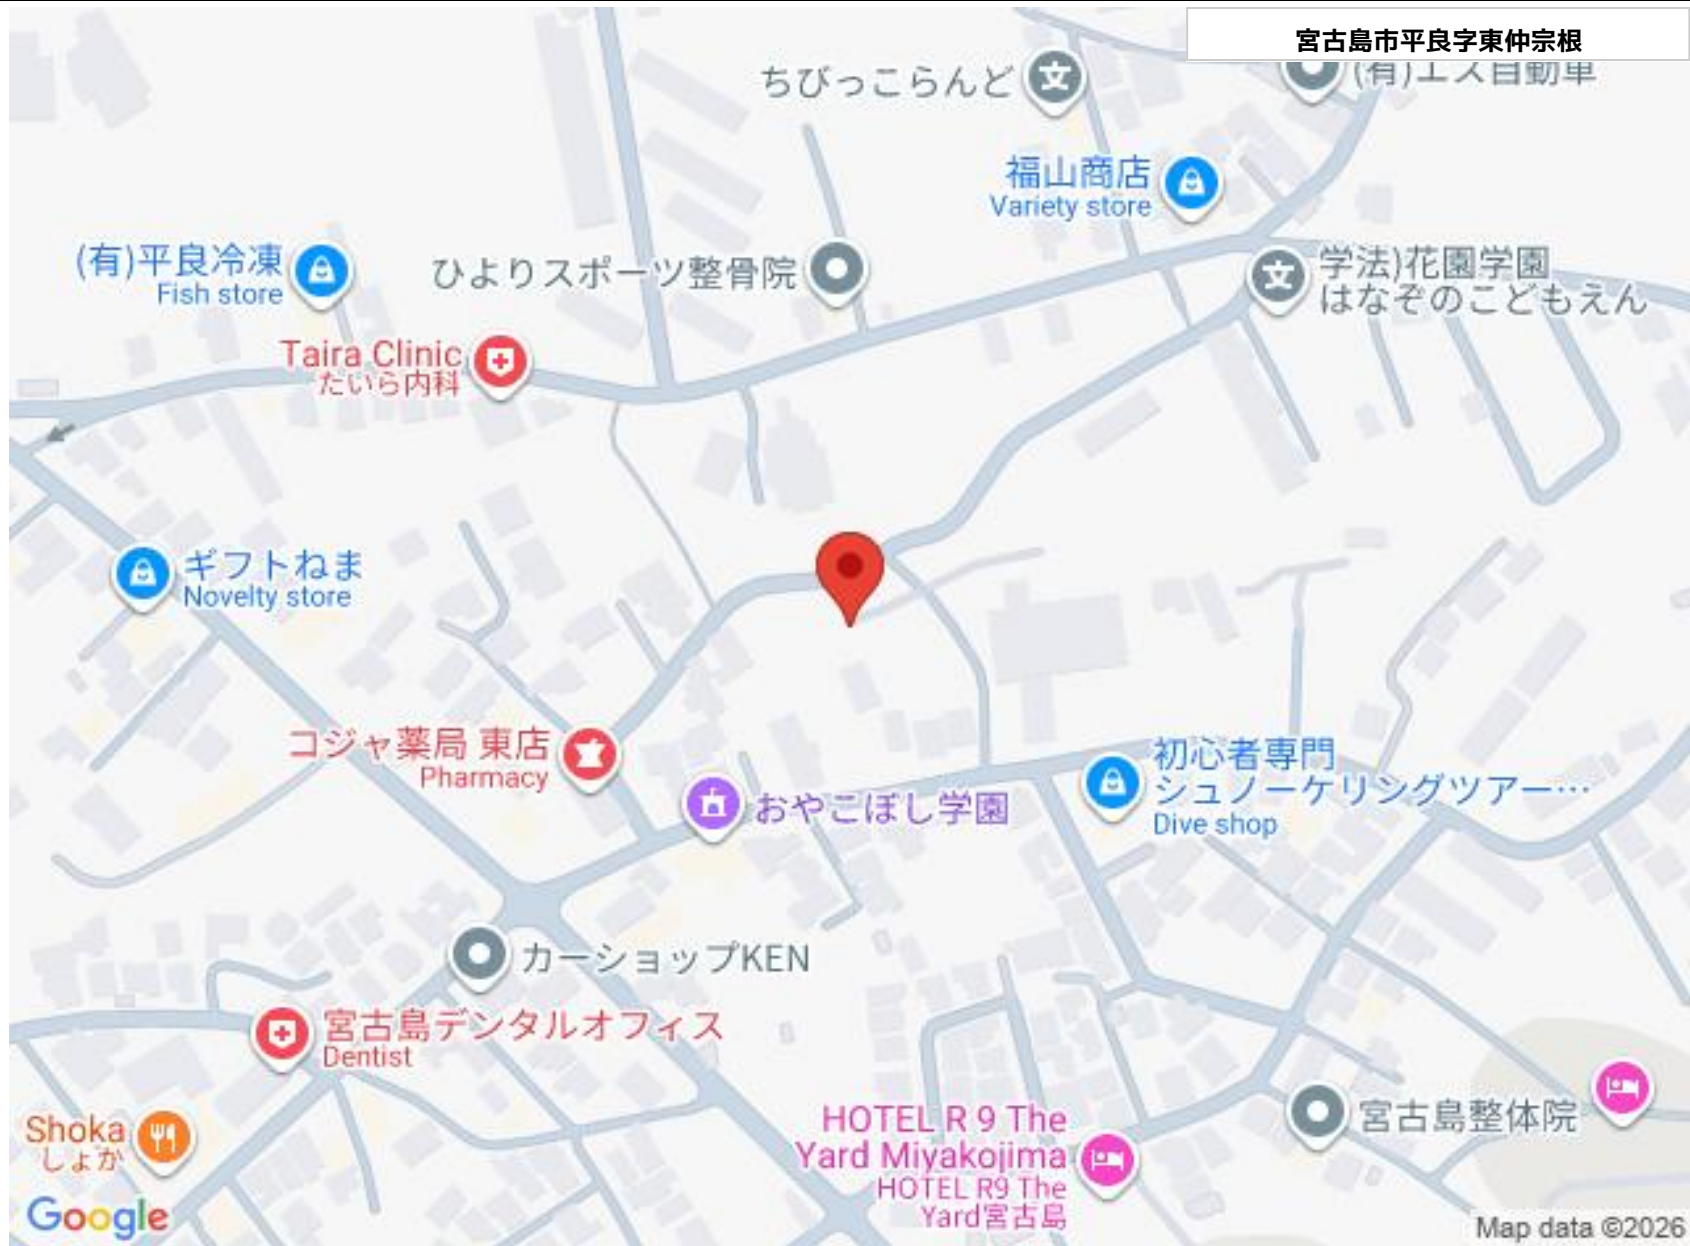 宮古島市平良字東仲宗根
ちびっこらんど
(有)エス自動車
福山商店
Variety store
(有)平良冷凍
Fish store
ひよりスポーツ整骨院
学法)花園学園
はなぞのこどもえん
Taira Clinic
たいら内科
ギフトねま
Novelty store
コジャ薬局 東店
Pharmacy
おやこぼし学園
初心者専門
シュノーケリングツアー…
Dive shop
カーショップKEN
宮古島デンタルオフィス
Dentist
HOTEL R 9 The
Yard Miyakojima
HOTEL R9 The
Yard宮古島
宮古島整体院
Shoka
しょか
Google
Map data ©2026